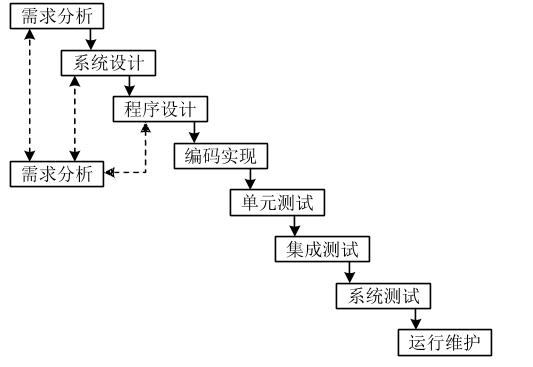 需求分析
系统设计
程序设计
编码实现
需求分析
单元测试
集成测试
系统测试
运行维护